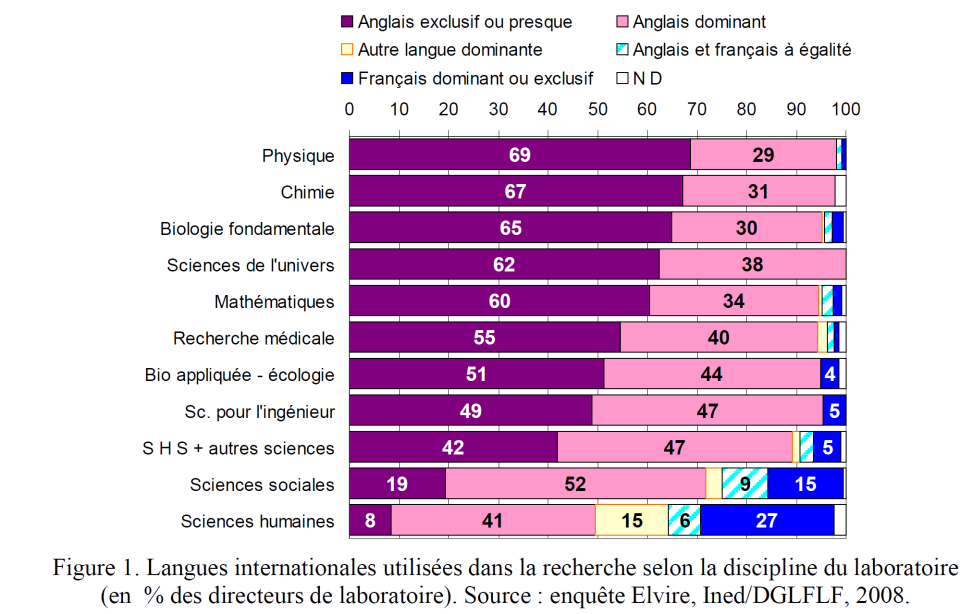 Anglais exclusif ou presque Anglais dominant
Autre langue dominante Anglais et français à égalité
Français dominant ou exclusif N D
0 10 20 30 40 50 60 70 80 90 100
Physique 69 29
Chimie 67 31
Biologie fondamentale 65 30
Sciences de l'univers 62 38
Mathématiques 60 34
Recherche médicale 55 40
Bio appliquée - écologie 51 44 4
Sc. pour l'ingénieur 49 47 5
S H S + autres sciences 42 47 5
Sciences sociales 19 52 9 15
Sciences humaines 8 41 15 6 27
Figure 1. Langues internationales utilisées dans la recherche selon la discipline du laboratoire
(en % des directeurs de laboratoire). Source : enquête Elvire, Ined/DGLFLF, 2008.